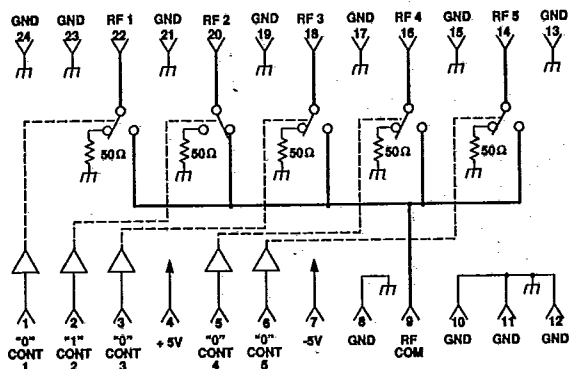 GND GND RF 1 GND RF 2 GND RF 3 GND RF 4 GND RF 5 GND
24 23 22 21 20 19 18 17 16 15 14 13
50Ω 50Ω 50Ω 50Ω 50Ω
1 2 3 4 5 6 7 8 9 10 11 12
"0" "1" "0" + 5V "0" "0" -5V GND RF GND GND GND
CONT CONT CONT CONT CONT COM
1 2 3 4 5